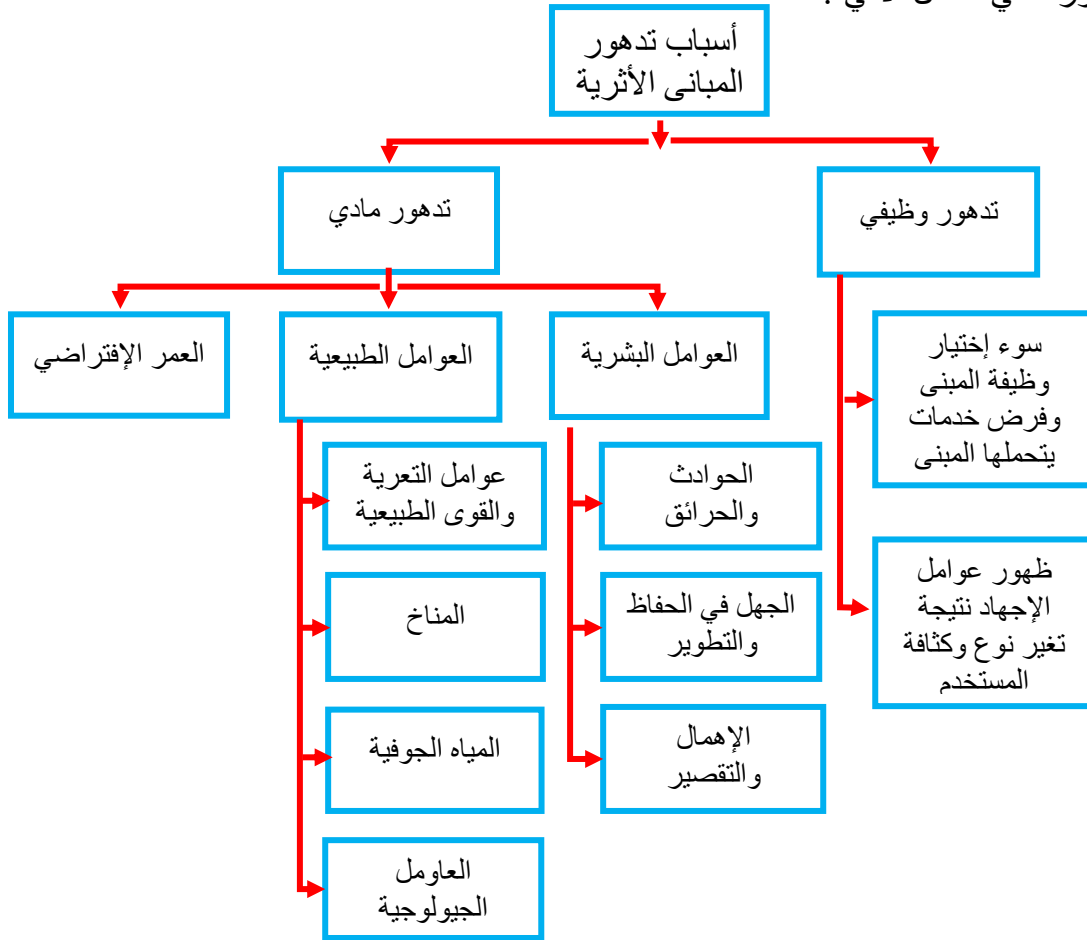 أسباب تدهور
المبانى الأثرية
تدهور وظيفي
تدهور مادي
العوامل البشرية
العوامل الطبيعية
العمر الإفتراضي
سوء إختيار
وظيفة المبنى
وفرض خدمات
يتحملها المبنى
ظهور عوامل
الإجهاد نتيجة
تغير نوع وكثافة
المستخدم
الحوادث
والحرائق
الجهل في الحفاظ
والتطوير
الإهمال
والتقصير
عوامل التعرية
والقوى الطبيعية
المناخ
المياه الجوفية
العاومل
الجيولوجية